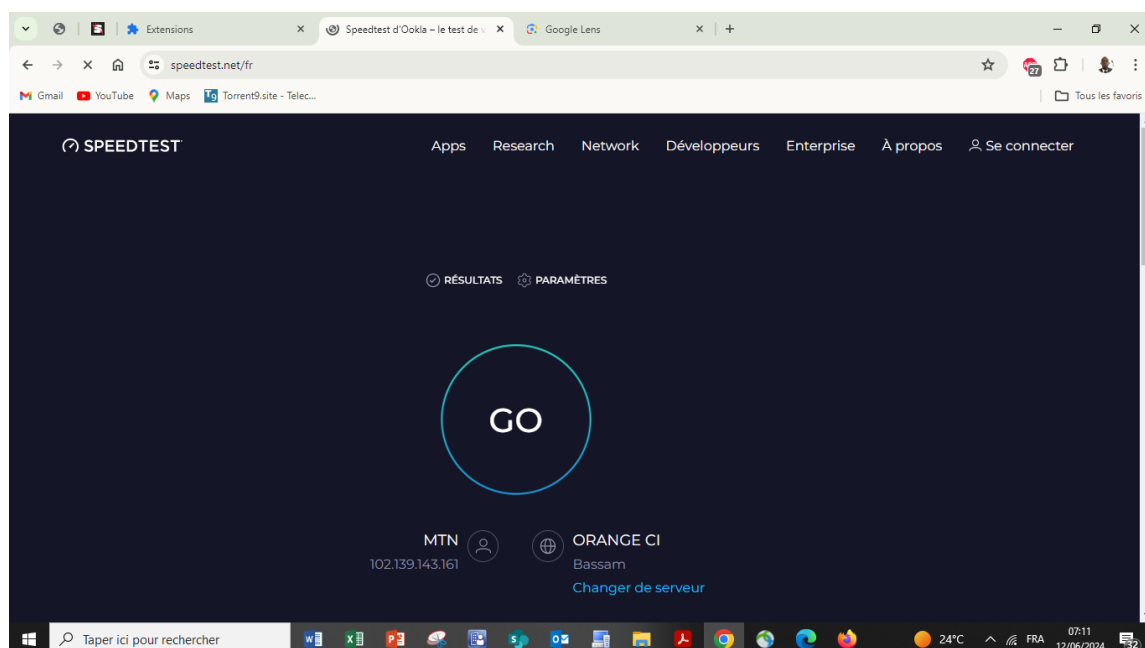 Extensions
Speedtest d'Ookla – le test de v
Google Lens
speedtest.net/fr
27
Gmail
YouTube
Maps
T9 Torrent9.site - Telec...
Tous les favoris
SPEEDTEST
Apps Research Network Développeurs Enterprise À propos Se connecter
RÉSULTATS PARAMÈTRES
GO
MTN
102.139.143.161
ORANGE CI
Bassam
Changer de serveur
Taper ici pour rechercher
24°C
FRA
07:11
12/06/2024
32